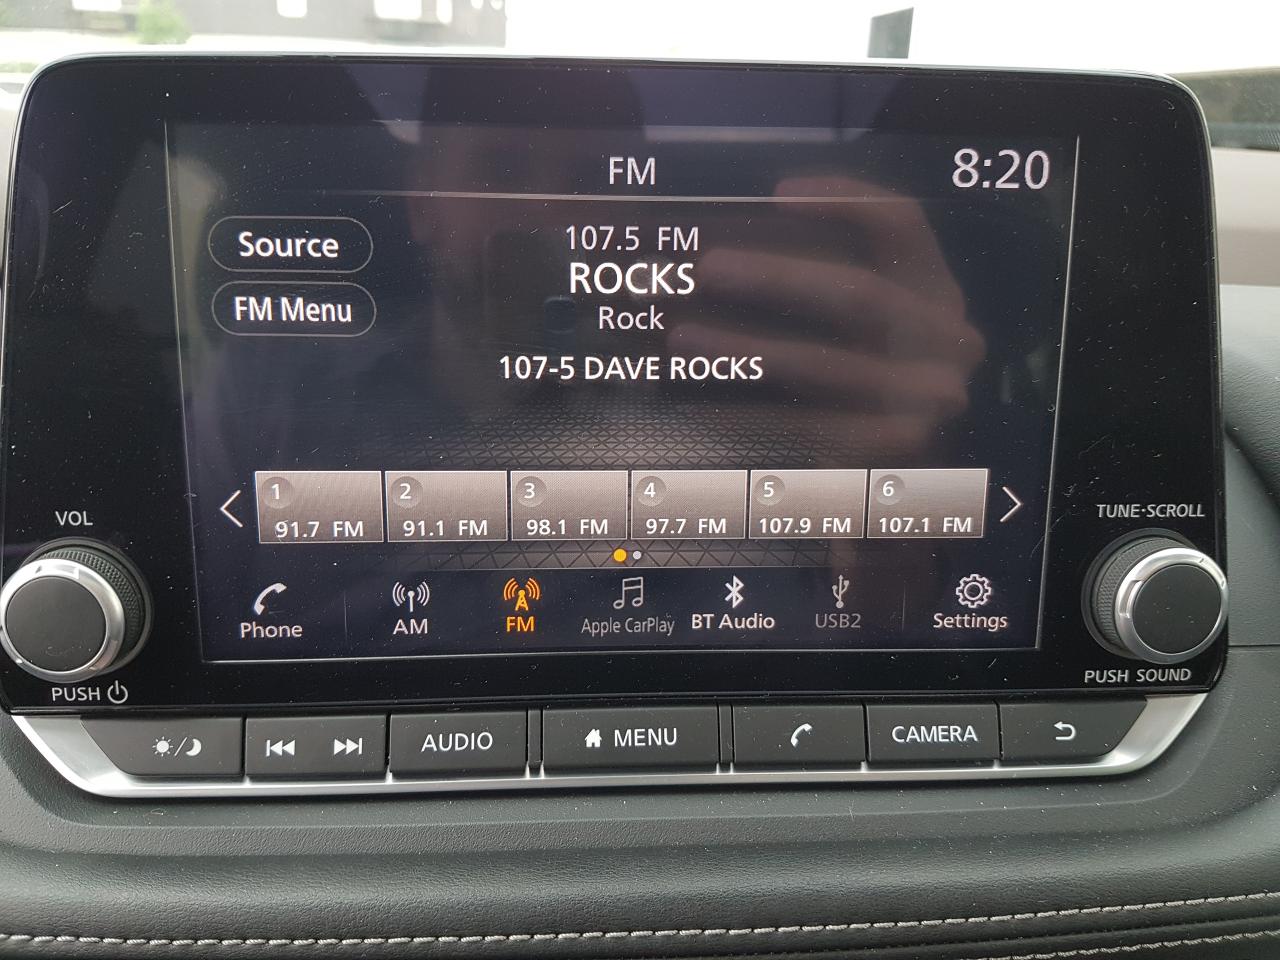 FM
8:20
Source
FM Menu
107.5 FM
ROCKS
Rock
107-5 DAVE ROCKS
1
91.7 FM
2
91.1 FM
3
98.1 FM
4
97.7 FM
5
107.9 FM
6
107.1 FM
Phone
AM
FM
Apple CarPlay
BT Audio
USB2
Settings
VOL
PUSH
TUNE·SCROLL
PUSH SOUND
AUDIO
MENU
CAMERA